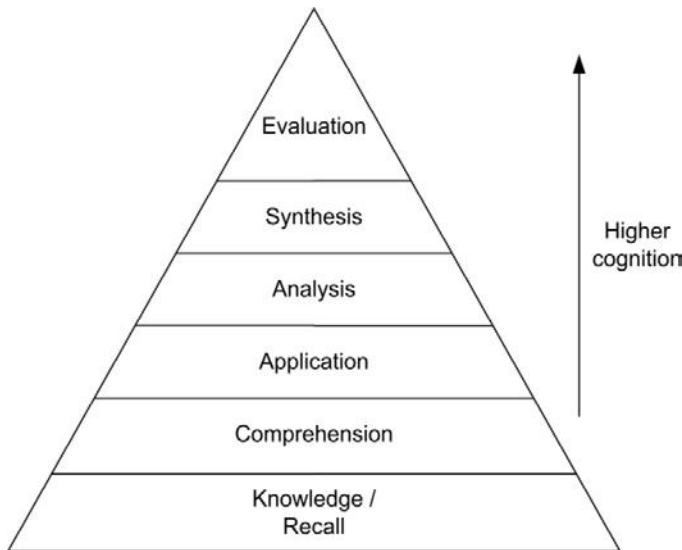 Evaluation
Synthesis
Analysis
Application
Comprehension
Knowledge /
Recall
Higher
cognition